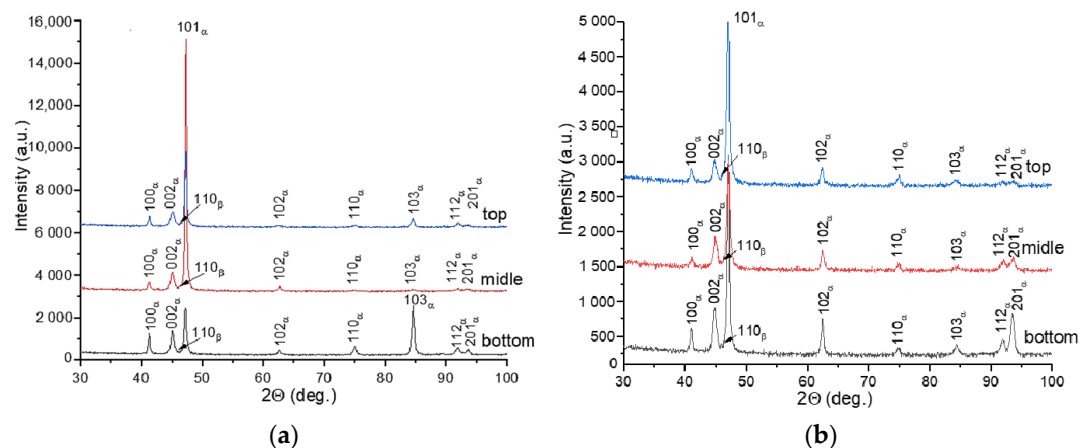 16,000
14,000
12,000
10,000
8,000
6 000
4 000
2 000
0
Intensity (a.u.)
101α
100α
002α
110β
102α
110α
103α
112α
201α
top
100α
002α
110β
102α
110α
103α
112α
201α
midle
100α
002α
110β
102α
110α
103α
112α
201α
bottom
30 40 50 60 70 80 90 100
2Θ (deg.)
(a)
5 000
4 500
4 000
3 500
3 000
2 500
2 000
1 500
1 000
500
0
Intensity (a.u.)
101α
100α
002α
110β
102α
110α
103α
112α
201α
top
100α
002α
110β
102α
110α
103α
112α
201α
midle
100α
002α
110β
102α
110α
103α
112α
201α
bottom
30 40 50 60 70 80 90 100
2Θ (deg.)
(b)